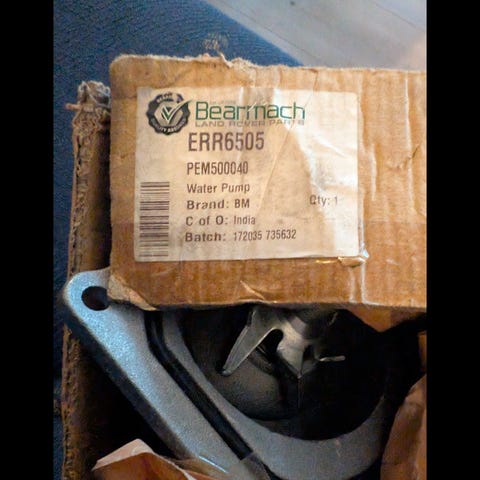 Bearmach
LAND ROVER PARTS
ERR6505
PEM500040
Water Pump
Brand: BM Qty: 1
C of O: India
Batch: 172035 735632